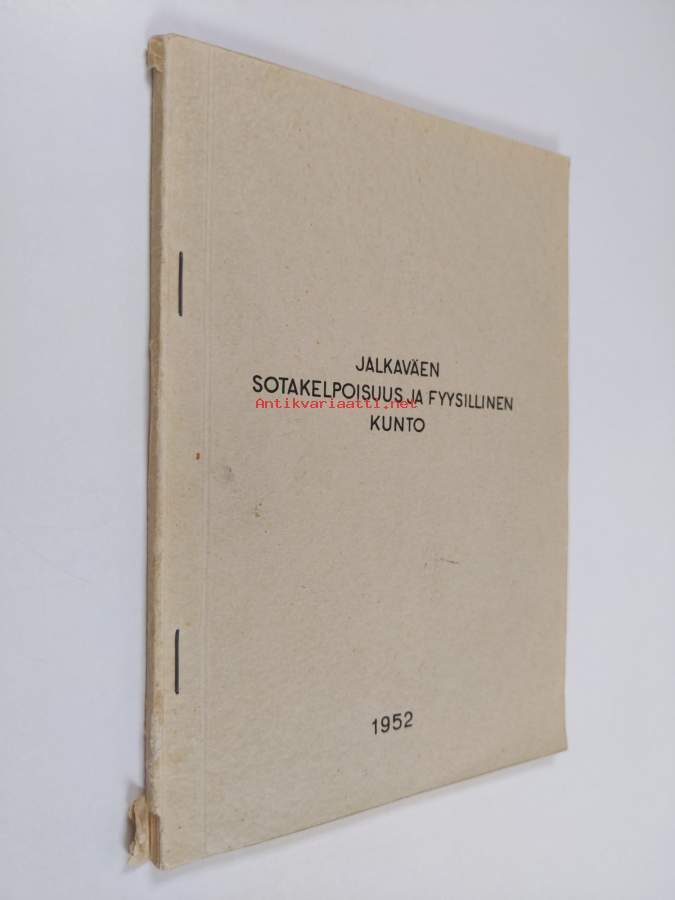 JALKAVÄEN
SOTAKELPOISUUS JA FYYSILLINEN
Antikvariaatti.net
KUNTO
1952